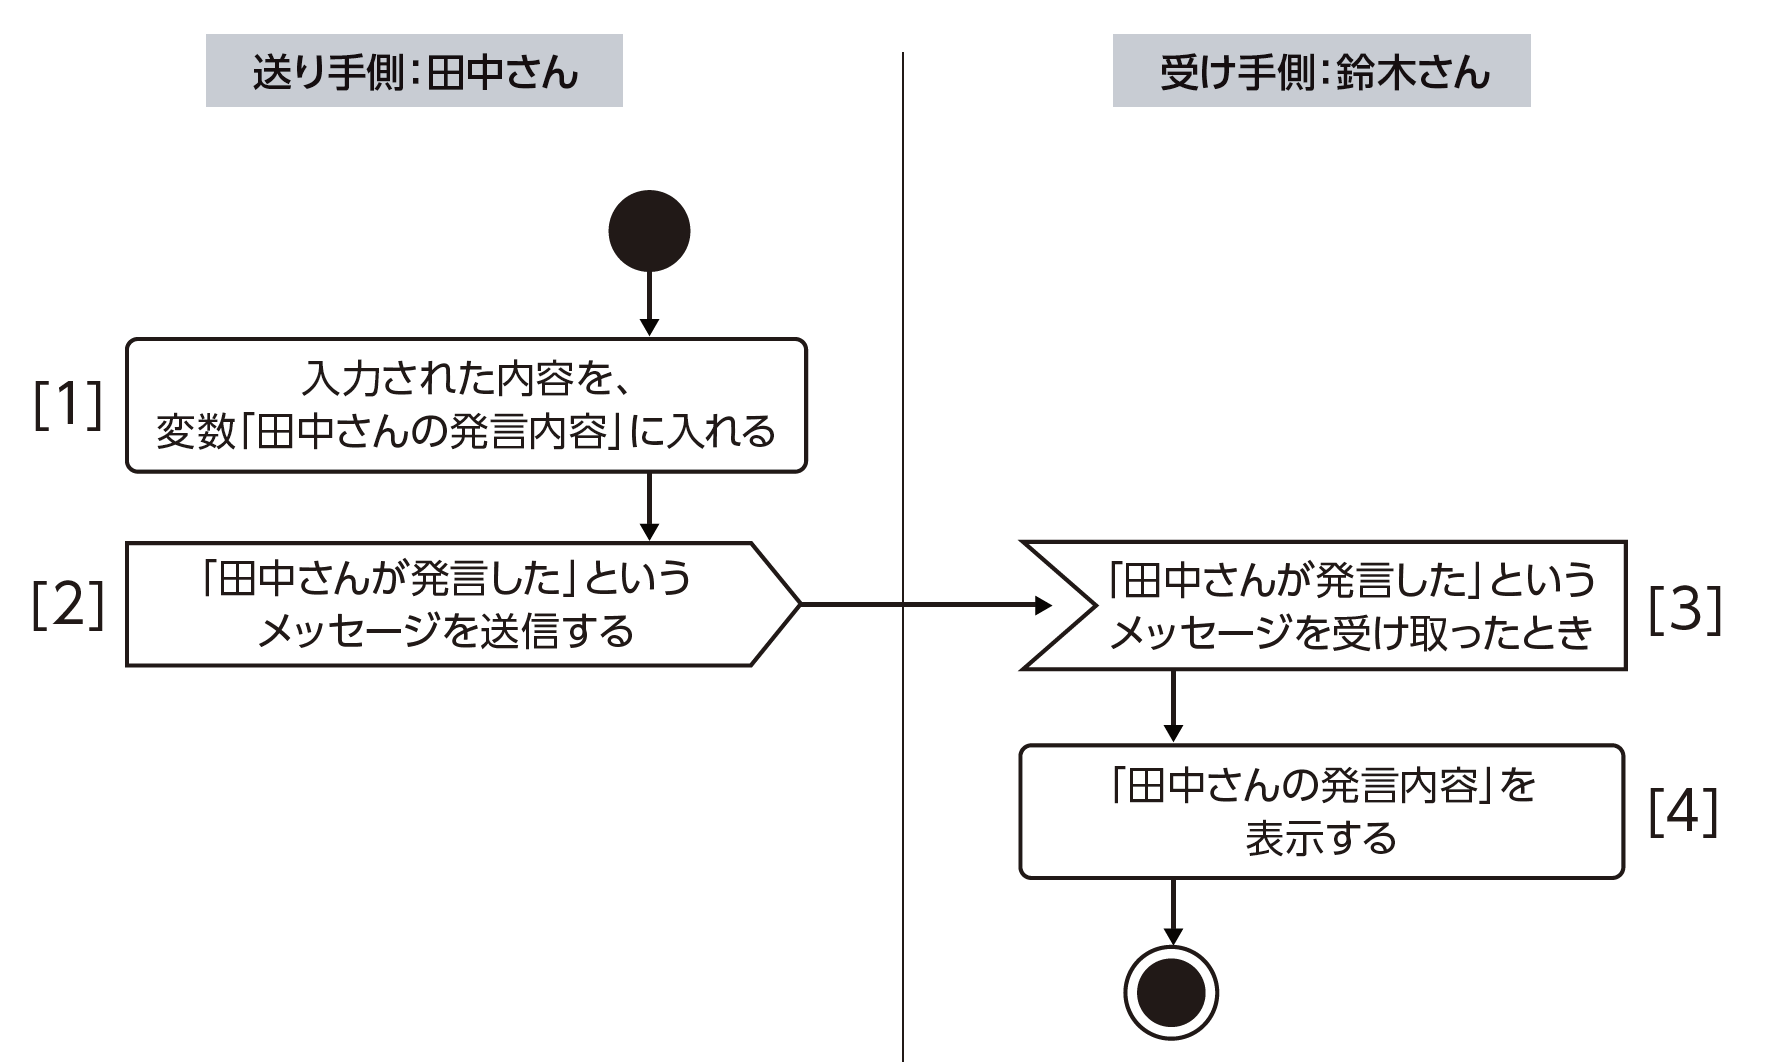 送り手側：田中さん
受け手側：鈴木さん
[1]
入力された内容を、
変数「田中さんの発言内容」に入れる
[2]
「田中さんが発言した」という
メッセージを送信する
「田中さんが発言した」という
メッセージを受け取ったとき
[3]
「田中さんの発言内容」を
表示する
[4]